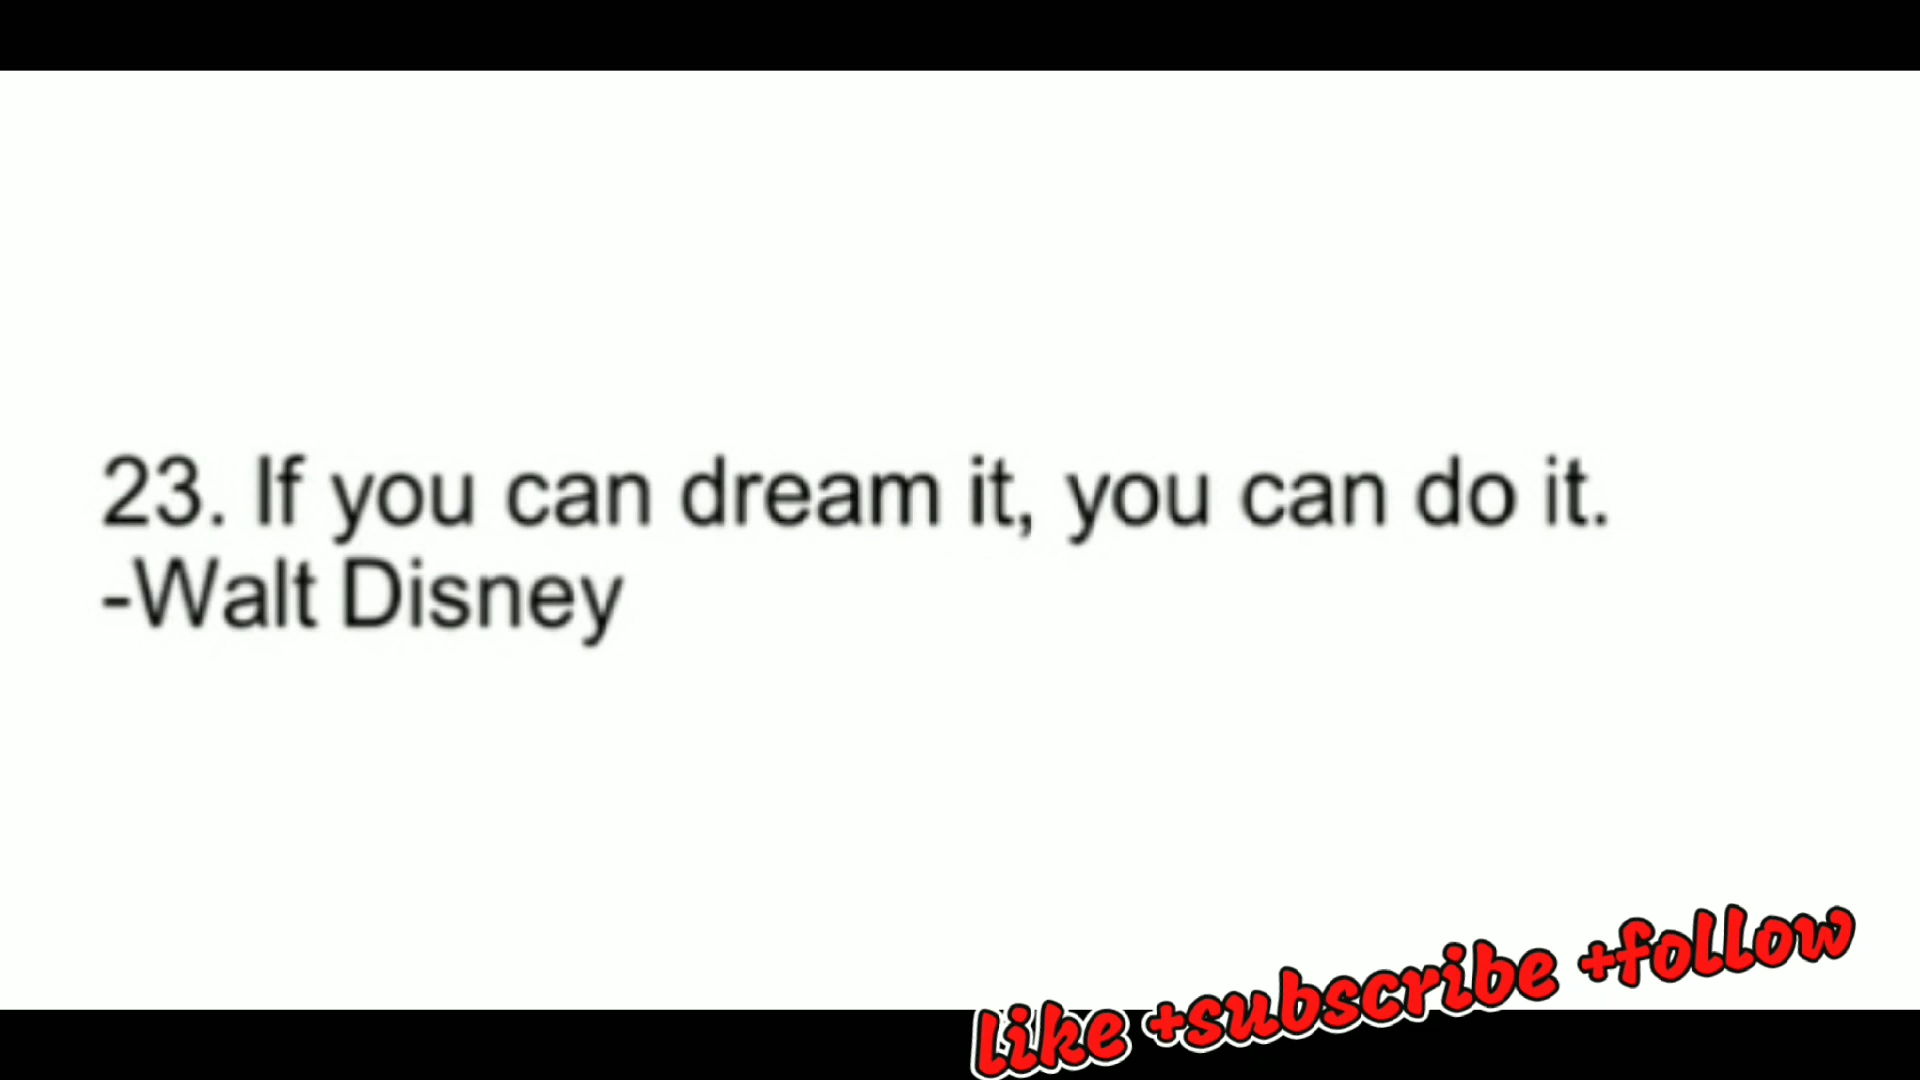 23. If you can dream it, you can do it.
-Walt Disney
like +subscribe +follow